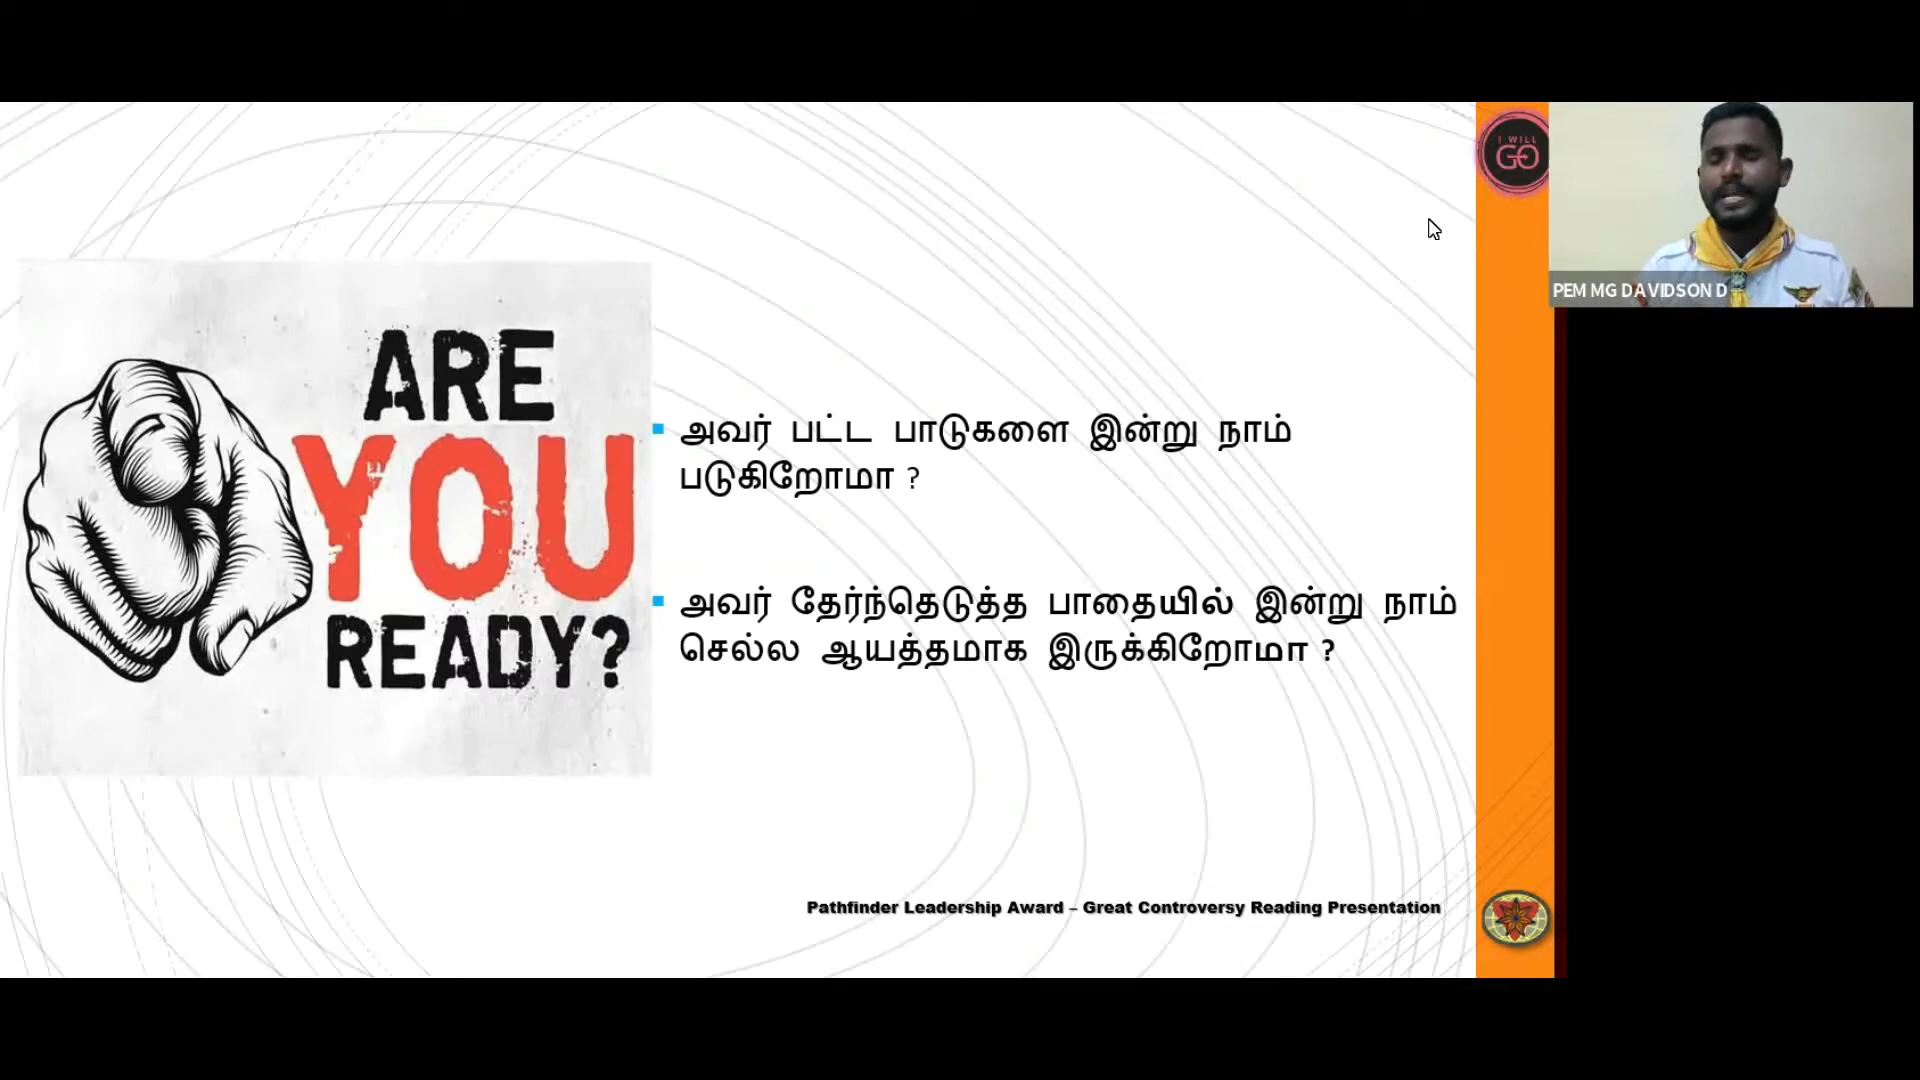 I WILL
GO
PEM MG DAVIDSON D
ARE
YOU
READY?
அவர் பட்ட பாடுகளை இன்று நாம்
படுகிறோமா ?
அவர் தேர்ந்தெடுத்த பாதையில் இன்று நாம்
செல்ல ஆயத்தமாக இருக்கிறோமா ?
Pathfinder Leadership Award – Great Controversy Reading Presentation